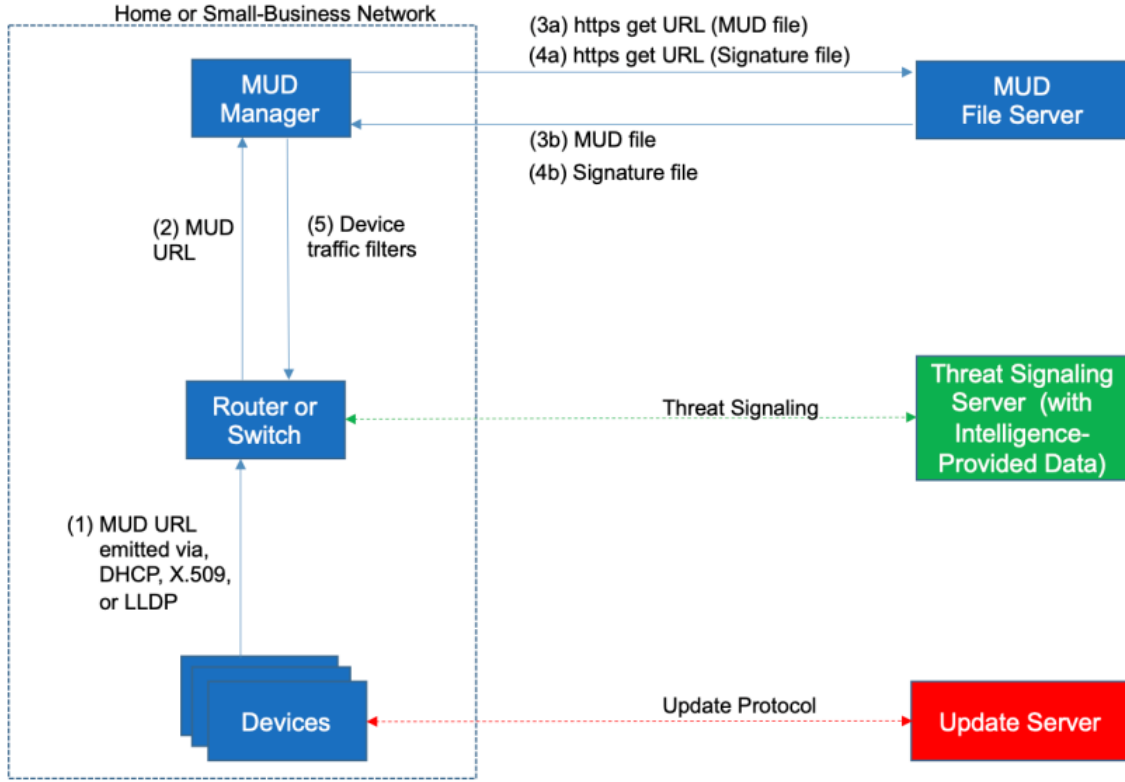 Home or Small-Business Network
(3a) https get URL (MUD file)
(4a) https get URL (Signature file)
MUD
Manager
MUD
File Server
(3b) MUD file
(4b) Signature file
(2) MUD
URL
(5) Device
traffic filters
Router or
Switch
Threat Signaling
Threat Signaling
Server (with
Intelligence-
Provided Data)
(1) MUD URL
emitted via,
DHCP, X.509,
or LLDP
Devices
Update Protocol
Update Server